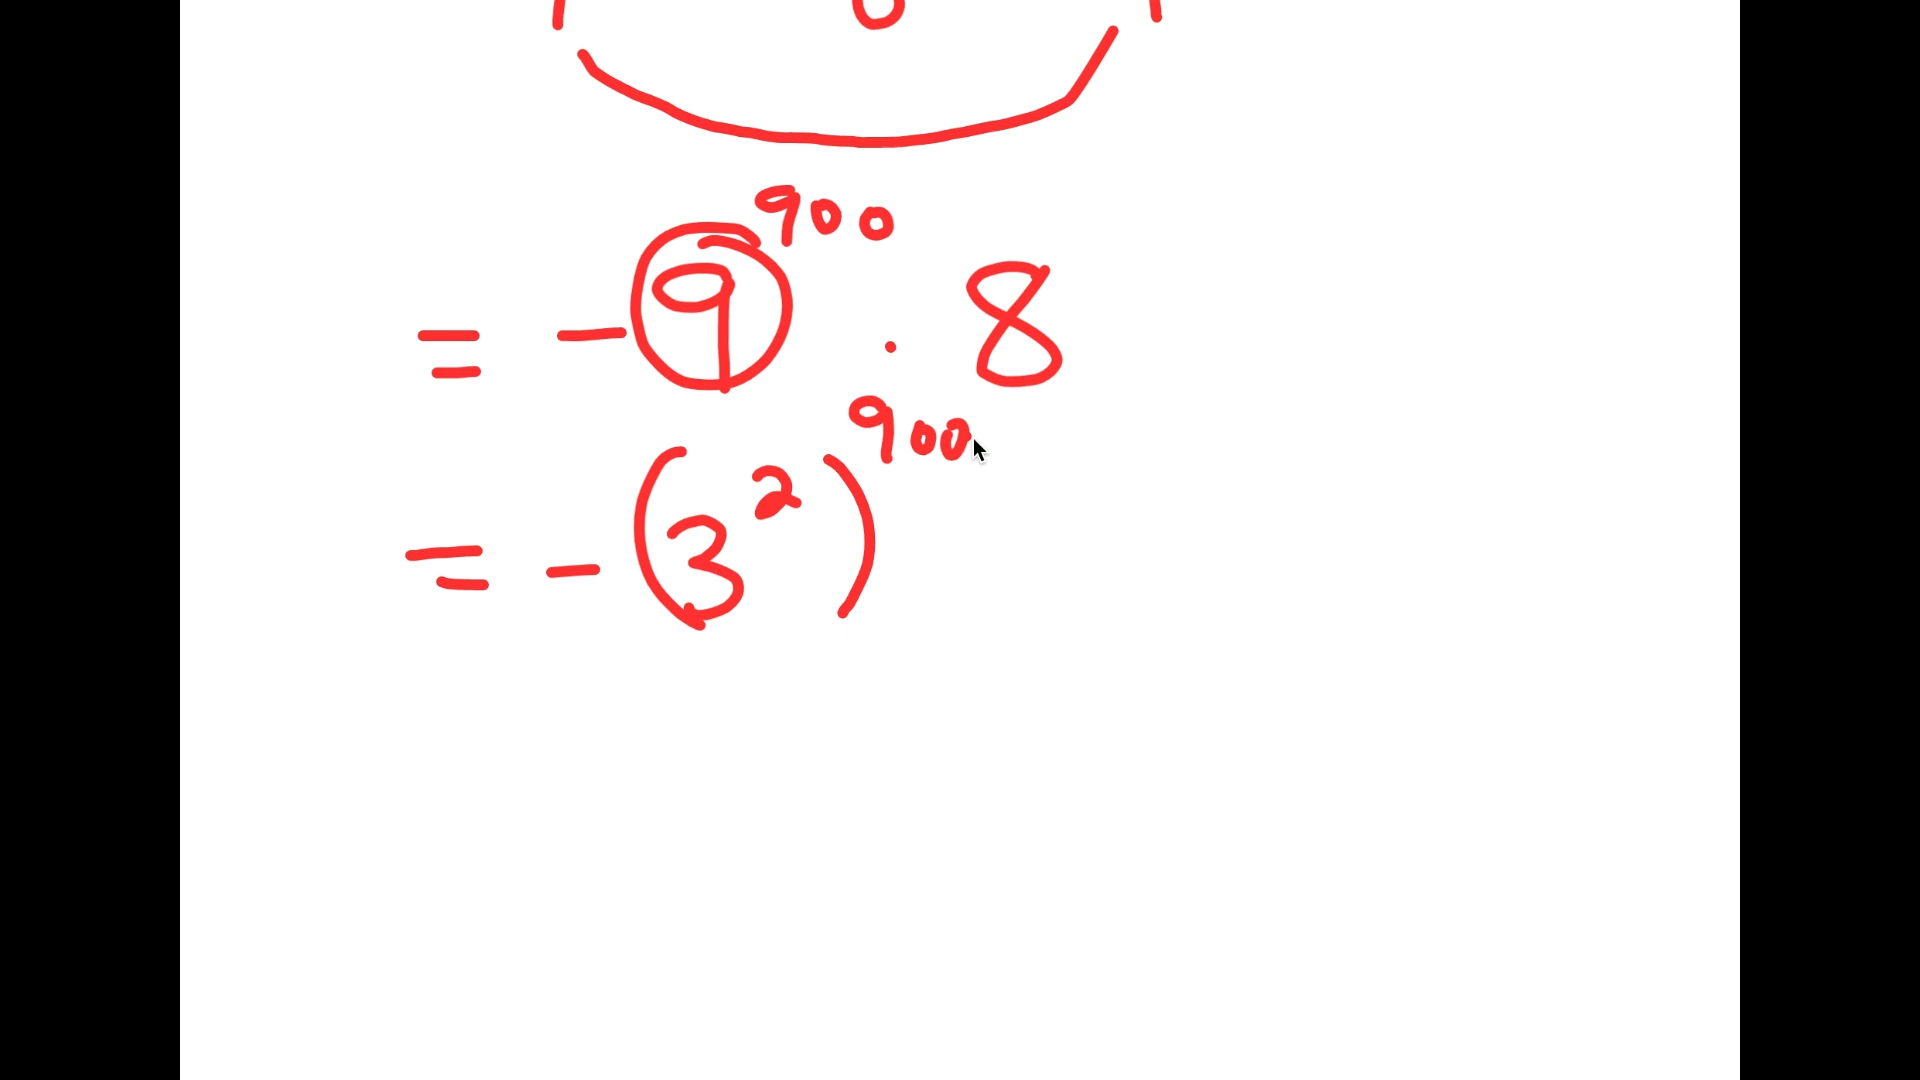 = - 9^900 · 8
= - (3^2)^900